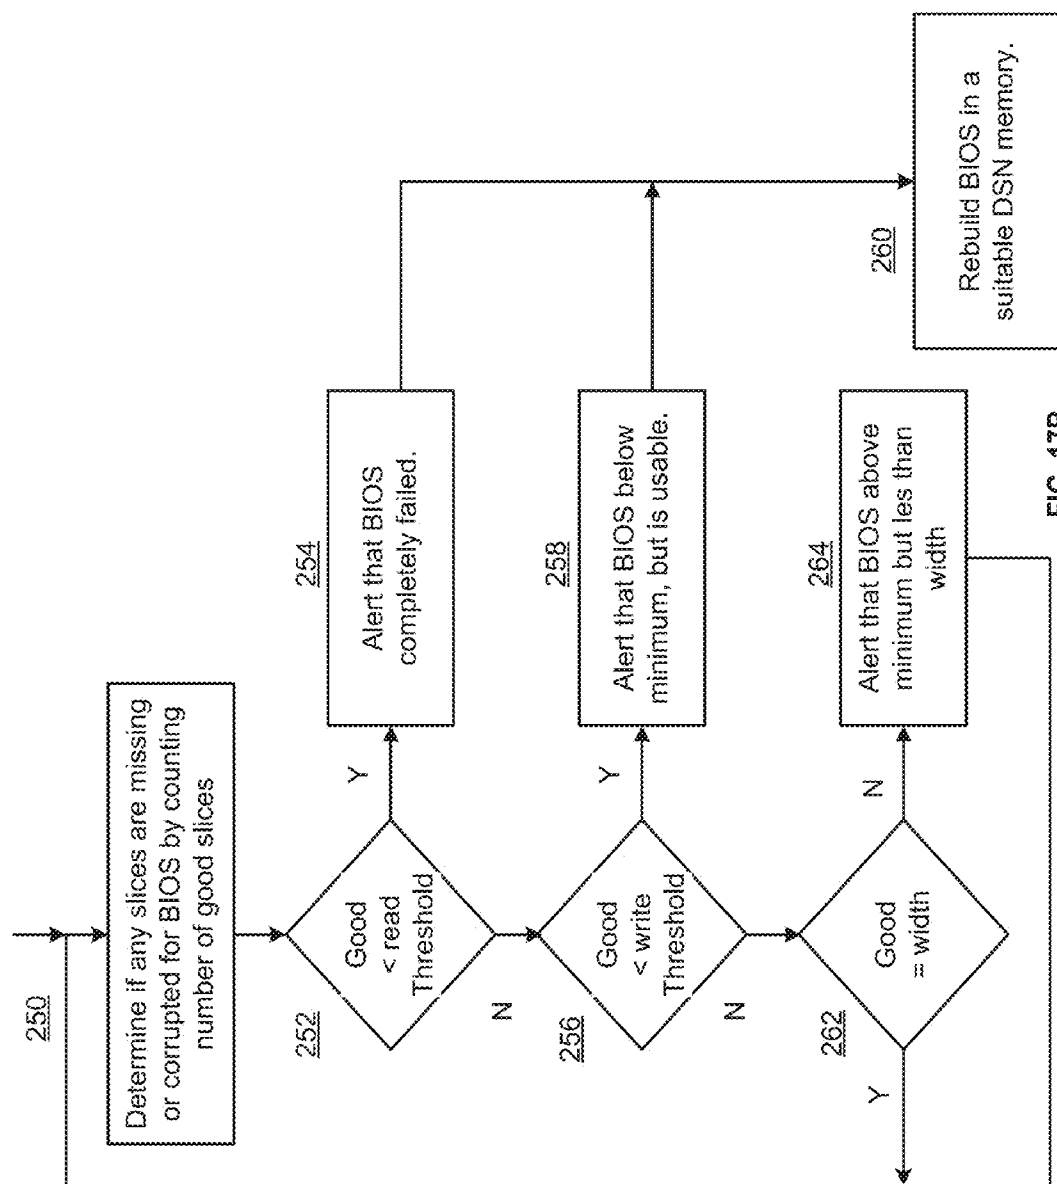 250
Determine if any slices are missing
or corrupted for BIOS by counting
number of good slices
252
Good
< read
Threshold
Y
N
254
Alert that BIOS
completely failed.
256
Good
< write
Threshold
Y
N
258
Alert that BIOS below
minimum, but is usable.
260
Rebuild BIOS in a
suitable DSN memory.
262
Good
= width
Y
N
264
Alert that BIOS above
minimum but les than
width
FIG.